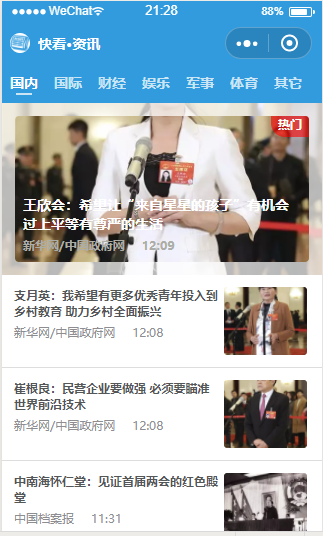 WeChat
21:28
88%
快看•资讯
国内 国际 财经 娱乐 军事 体育 其它
热门
王欣会：希望让“来自星星的孩子”有机会
过上平等有尊严的生活
新华网/中国政府网 12:09
支月英：我希望有更多优秀青年投入到
乡村教育 助力乡村全面振兴
新华网/中国政府网 12:08
崔根良：民营企业要做强 必须要瞄准
世界前沿技术
新华网/中国政府网 12:08
中南海怀仁堂：见证首届两会的红色殿
堂
中国档案报 11:31